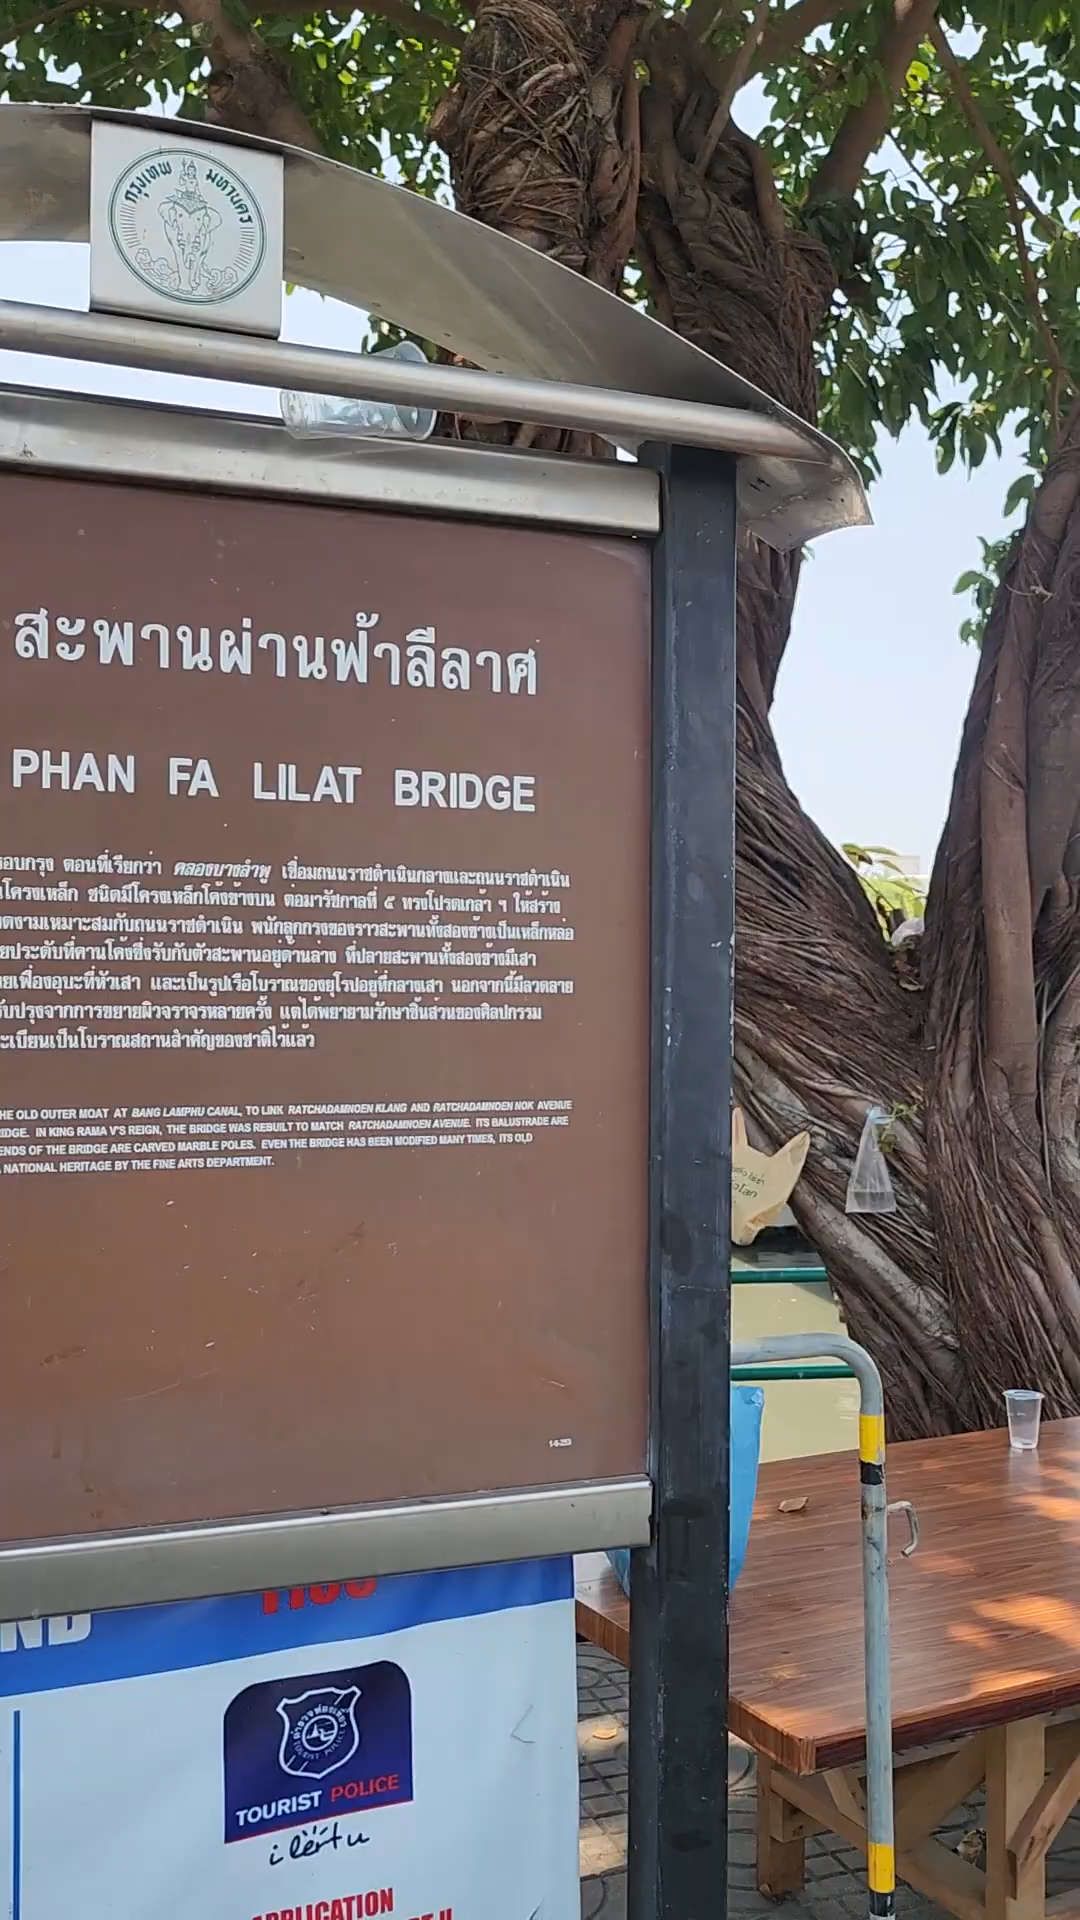 กรุงเทพ มหานคร
สะพานผ่านฟ้าลีลาศ
PHAN FA LILAT BRIDGE
รอบกรุง ตอนที่เรียกว่า คลองบางลำพู เชื่อมถนนราชดำเนินกลางและถนนราชดำเนิน
โครงเหล็ก ชนิดมีโครงเหล็กโค้งข้างบน ต่อมารัชกาลที่ ๕ ทรงโปรดเกล้า ฯ ให้สร้าง
งดงามเหมาะสมกับถนนราชดำเนิน พนักลูกกรงของราวสะพานทั้งสองข้างเป็นเหล็กหล่อ
ยประดับที่คานโค้งซึ่งรับกับตัวสะพานอยู่ด้านล่าง ที่ปลายสะพานทั้งสองข้างมีเสา
ยเฟื่องอุบะที่หัวเสา และเป็นรูปเรือโบราณของยุโรปอยู่ที่กลางเสา นอกจากนี้มีลวดลาย
รับปรุงจากการขยายผิวจราจรหลายครั้ง แต่ได้พยายามรักษาชิ้นส่วนของศิลปกรรม
ะเบียนเป็นโบราณสถานสำคัญของชาติไว้แล้ว
HE OLD OUTER MOAT AT BANG LAMPHU CANAL, TO LINK RATCHADAMNOEN KLANG AND RATCHADAMNOEN NOK AVENUE
IDGE. IN KING RAMA V'S REIGN, THE BRIDGE WAS REBUILT TO MATCH RATCHADAMNOEN AVENUE. ITS BALUSTRADE ARE
ENDS OF THE BRIDGE ARE CARVED MARBLE POLES. EVEN THE BRIDGE HAS BEEN MODIFIED MANY TIMES, ITS OLD
NATIONAL HERITAGE BY THE FINE ARTS DEPARTMENT.
ND
TOURIST POLICE
i lert u
APPLICATION